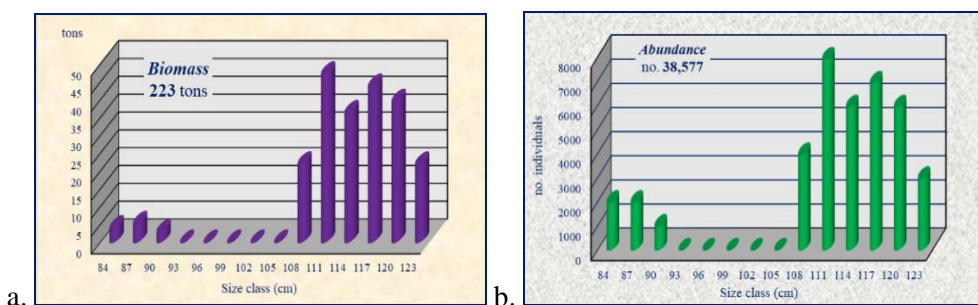 tons
Biomass
223 tons
50
45
40
35
30
25
20
15
10
5
0
84 87 90 93 96 99 102 105 108 111 114 117 120 123
Size class (cm)
a.
Abundance
no. 38,577
no. individuals
8000
7000
6000
5000
4000
3000
2000
1000
0
84 87 90 93 96 99 102 105 108 111 114 117 120 123
Size class (cm)
b.